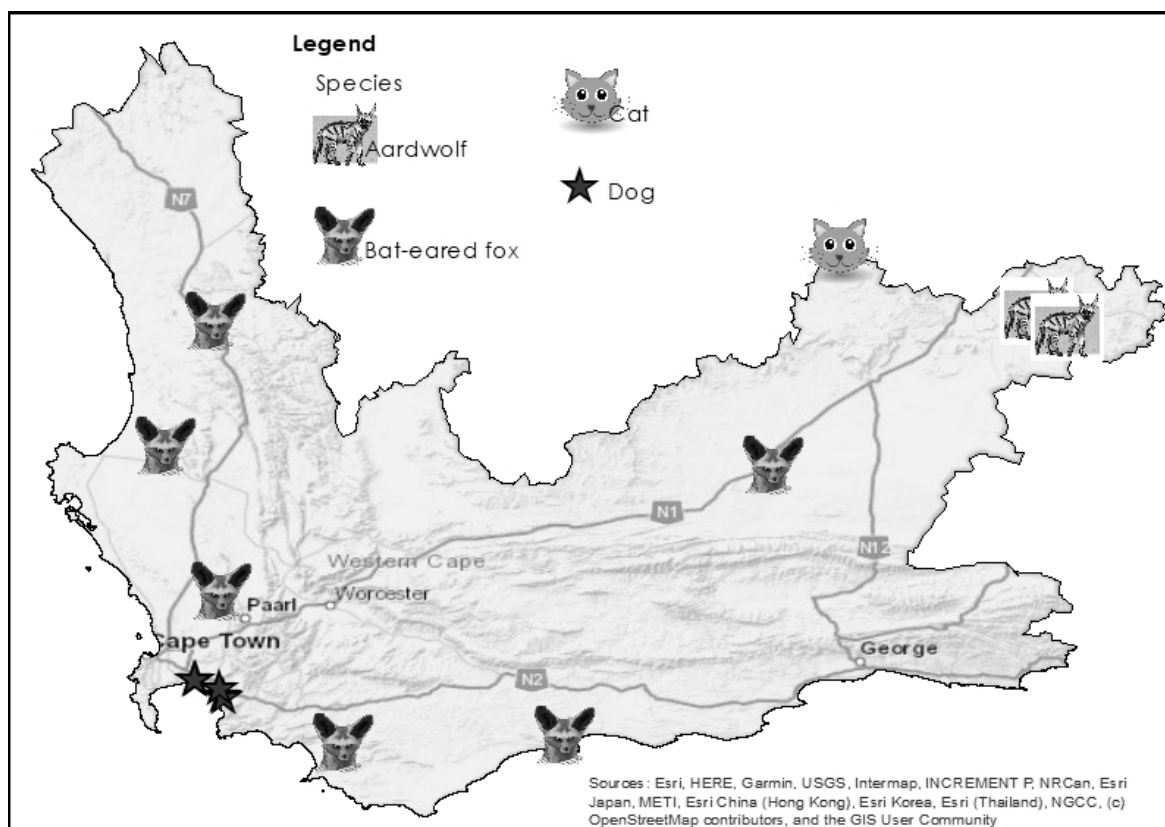 Legend
Species
Aardwolf
Bat-eared fox
Cat
Dog
N7
N1
N12
Western Cape
Worcester
Paarl
Cape Town
George
N2
Sources: Esri, HERE, Garmin, USGS, Intermap, INCREMENT P, NRCan, Esri
Japan, METI, Esri China (Hong Kong), Esri Korea, Esri (Thailand), NGCC, (c)
OpenStreetMap contributors, and the GIS User Community